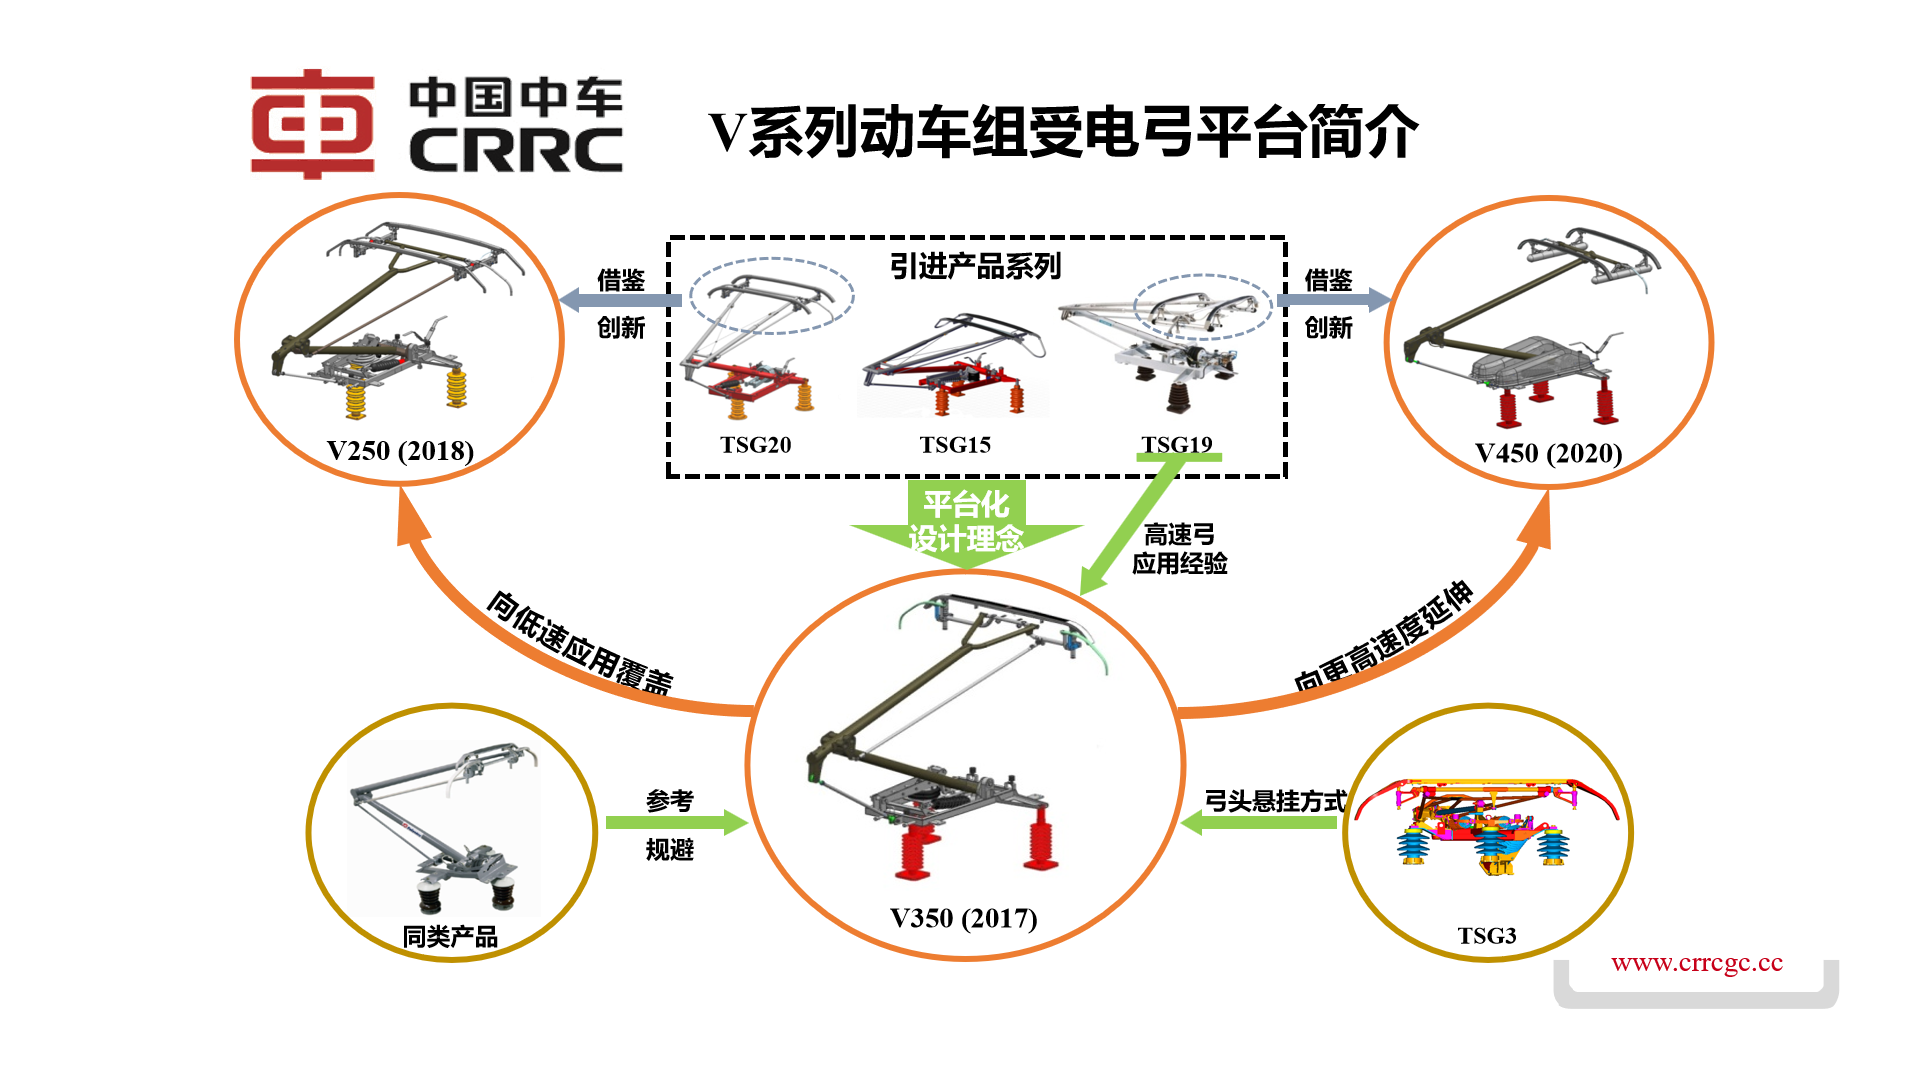 中国中车
CRRC
V系列动车组受电弓平台简介
引进产品系列
借鉴
创新
借鉴
创新
TSG20
TSG15
TSG19
V250 (2018)
V450 (2020)
平台化
设计理念
高速弓
应用经验
向低速应用覆盖
向更高速度延伸
参考
规避
弓头悬挂方式
同类产品
V350 (2017)
TSG3
www.crrcgc.cc